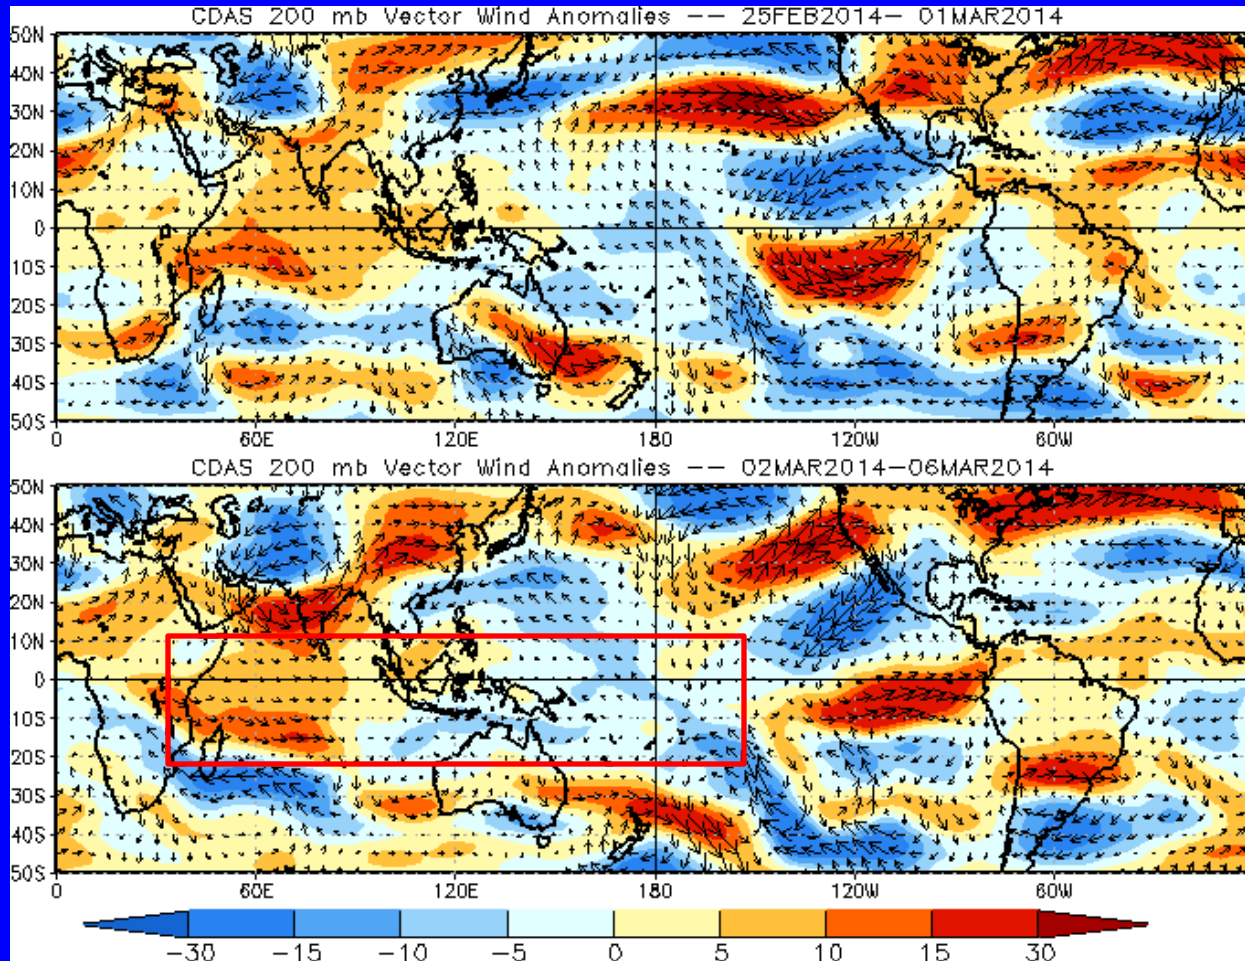 CDAS 200 mb Vector Wind Anomalies -- 25FEB2014- 01MAR2014
50N
40N
30N
20N
10N
0
10S
20S
30S
40S
50S
0 60E 120E 180 120W 60W
CDAS 200 mb Vector Wind Anomalies -- 02MAR2014-06MAR2014
50N
40N
30N
20N
10N
0
10S
20S
30S
40S
50S
0 60E 120E 180 120W 60W
-30 -15 -10 -5 0 5 10 15 30